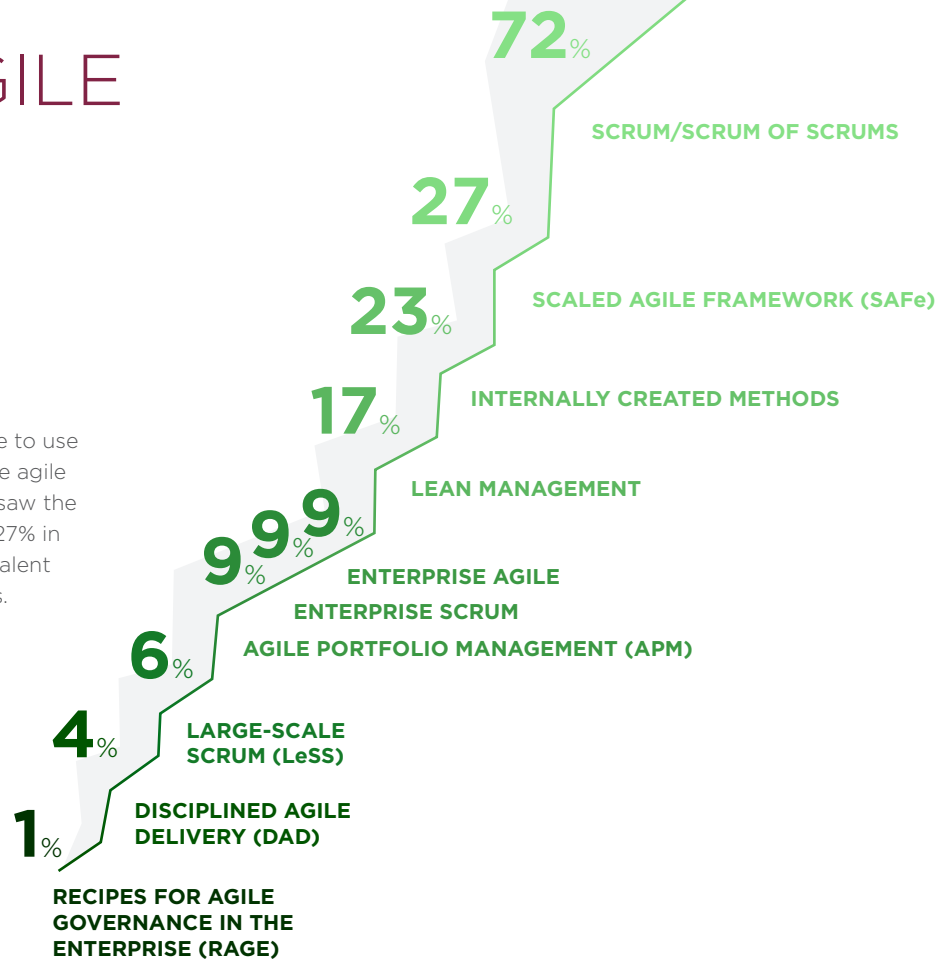 GILE
72%
SCRUM/SCRUM OF SCRUMS
27%
SCALED AGILE FRAMEWORK (SAFe)
23%
INTERNALLY CREATED METHODS
17%
LEAN MANAGEMENT
e to use
e agile
saw the
27% in
alent
s.
9%
ENTERPRISE AGILE
9%
ENTERPRISE SCRUM
9%
AGILE PORTFOLIO MANAGEMENT (APM)
6%
LARGE-SCALE
SCRUM (LeSS)
4%
DISCIPLINED AGILE
DELIVERY (DAD)
1%
RECIPES FOR AGILE
GOVERNANCE IN THE
ENTERPRISE (RAGE)